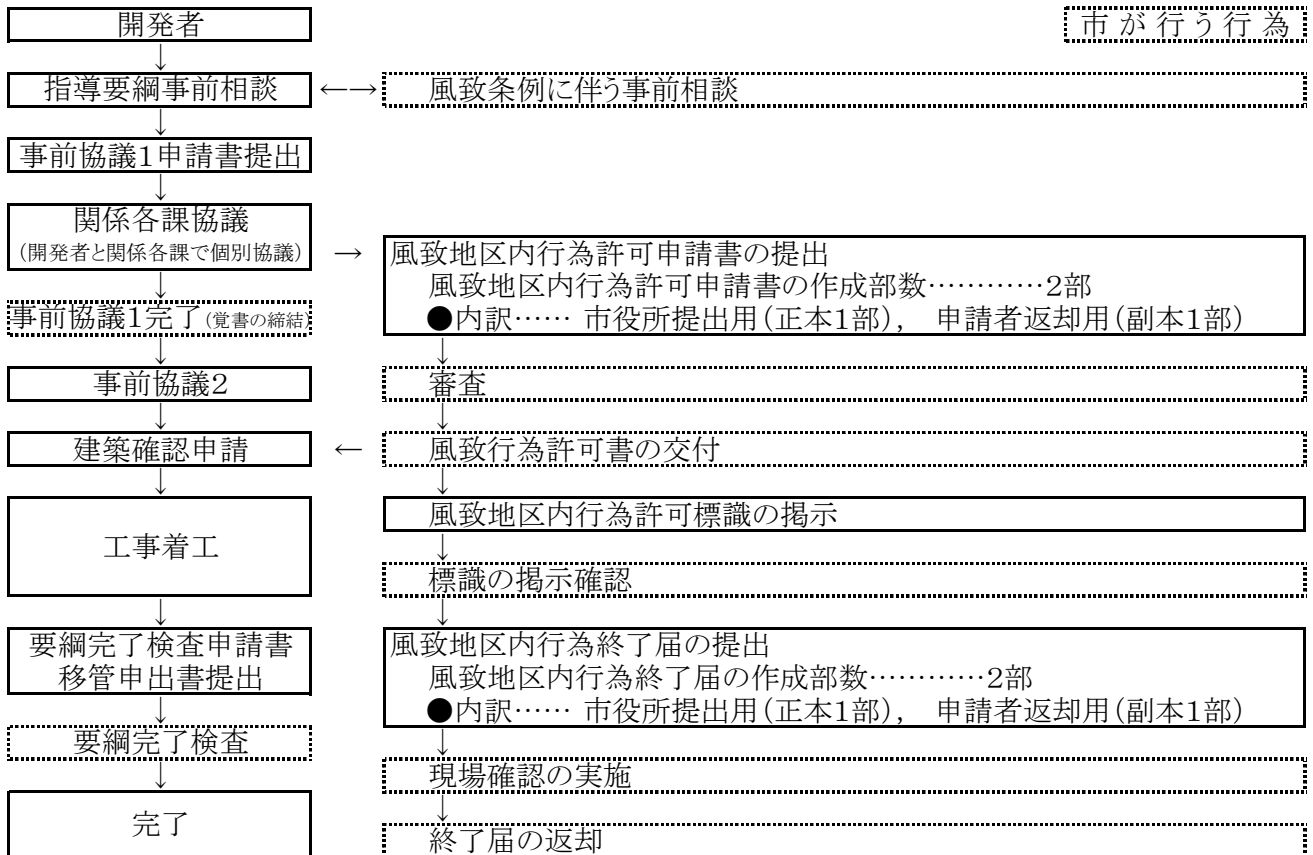 開発者
市が行う行為
↓
指導要綱事前相談 ←→ 風致条例に伴う事前相談
↓
事前協議1申請書提出
↓
関係各課協議
(開発者と関係各課で個別協議) → 風致地区内行為許可申請書の提出
風致地区内行為許可申請書の作成部数…………2部
●内訳…… 市役所提出用(正本1部), 申請者返却用(副本1部)
↓
事前協議1完了(覚書の締結)
↓ ↓
事前協議2 審査
↓ ↓
建築確認申請 ← 風致行為許可書の交付
↓ ↓
風致地区内行為許可標識の掲示
工事着工
↓
標識の掲示確認
↓ ↓
要綱完了検査申請書
移管申出書提出
風致地区内行為終了届の提出
風致地区内行為終了届の作成部数…………2部
●内訳…… 市役所提出用(正本1部), 申請者返却用(副本1部)
↓
要綱完了検査
↓ ↓
現場確認の実施
完了
↓
終了届の返却